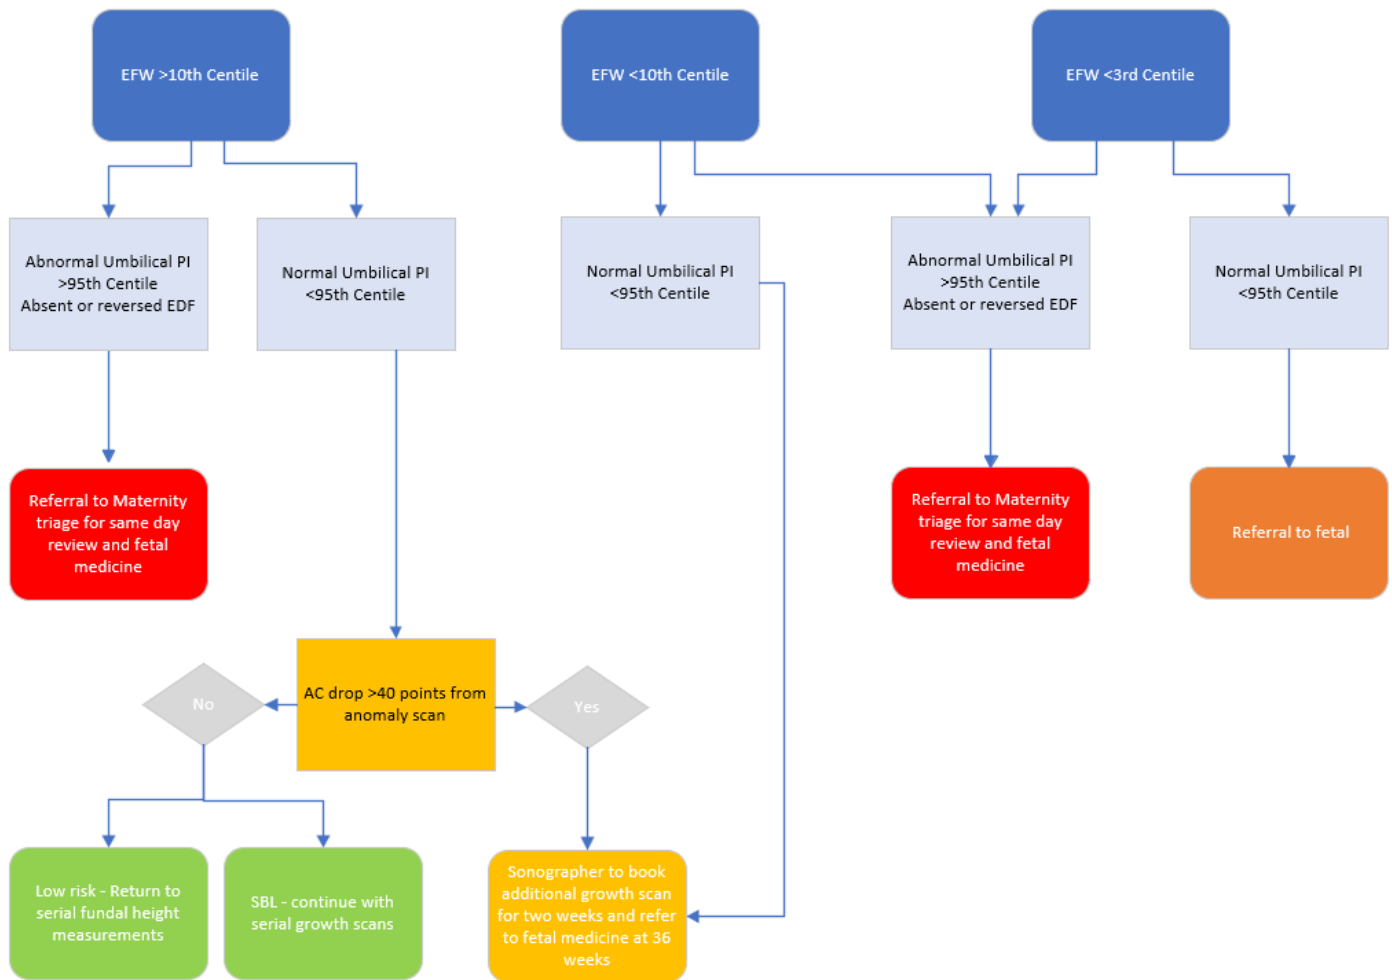 EFW >10th Centile
EFW <10th Centile
EFW <3rd Centile
Abnormal Umbilical PI
>95th Centile
Absent or reversed EDF
Normal Umbilical PI
<95th Centile
Normal Umbilical PI
<95th Centile
Abnormal Umbilical PI
>95th Centile
Absent or reversed EDF
Normal Umbilical PI
<95th Centile
Referral to Maternity
triage for same day
review and fetal
medicine
Referral to Maternity
triage for same day
review and fetal
medicine
Referral to fetal
No
AC drop >40 points from
anomaly scan
Yes
Low risk - Return to
serial fundal height
measurements
SBL - continue with
serial growth scans
Sonographer to book
additional growth scan
for two weeks and refer
to fetal medicine at 36
weeks